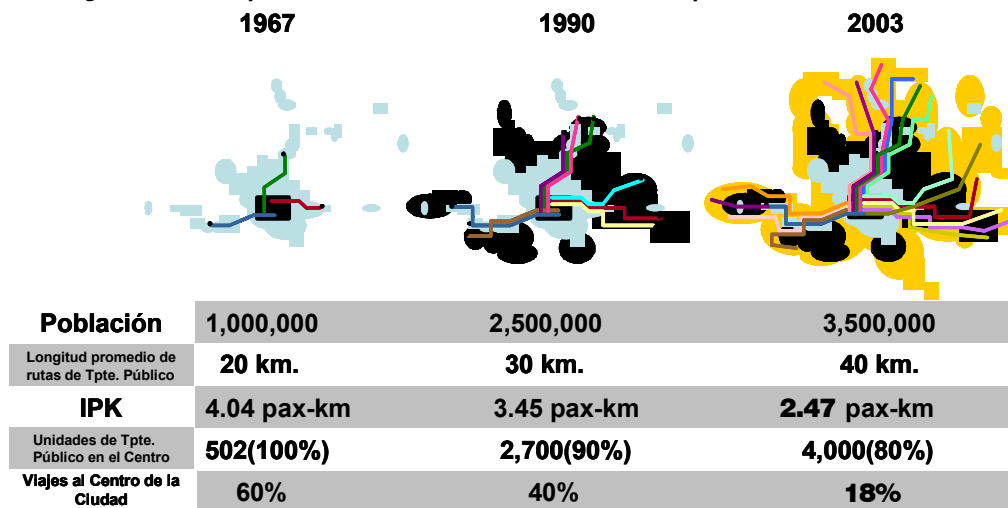 1967 1990 2003
Población 1,000,000 2,500,000 3,500,000
Longitud promedio de
rutas de Tpte. Público
20 km. 30 km. 40 km.
IPK 4.04 pax-km 3.45 pax-km 2.47 pax-km
Unidades de Tpte.
Público en el Centro
502(100%) 2,700(90%) 4,000(80%)
Viajes al Centro de la
Ciudad
60% 40% 18%